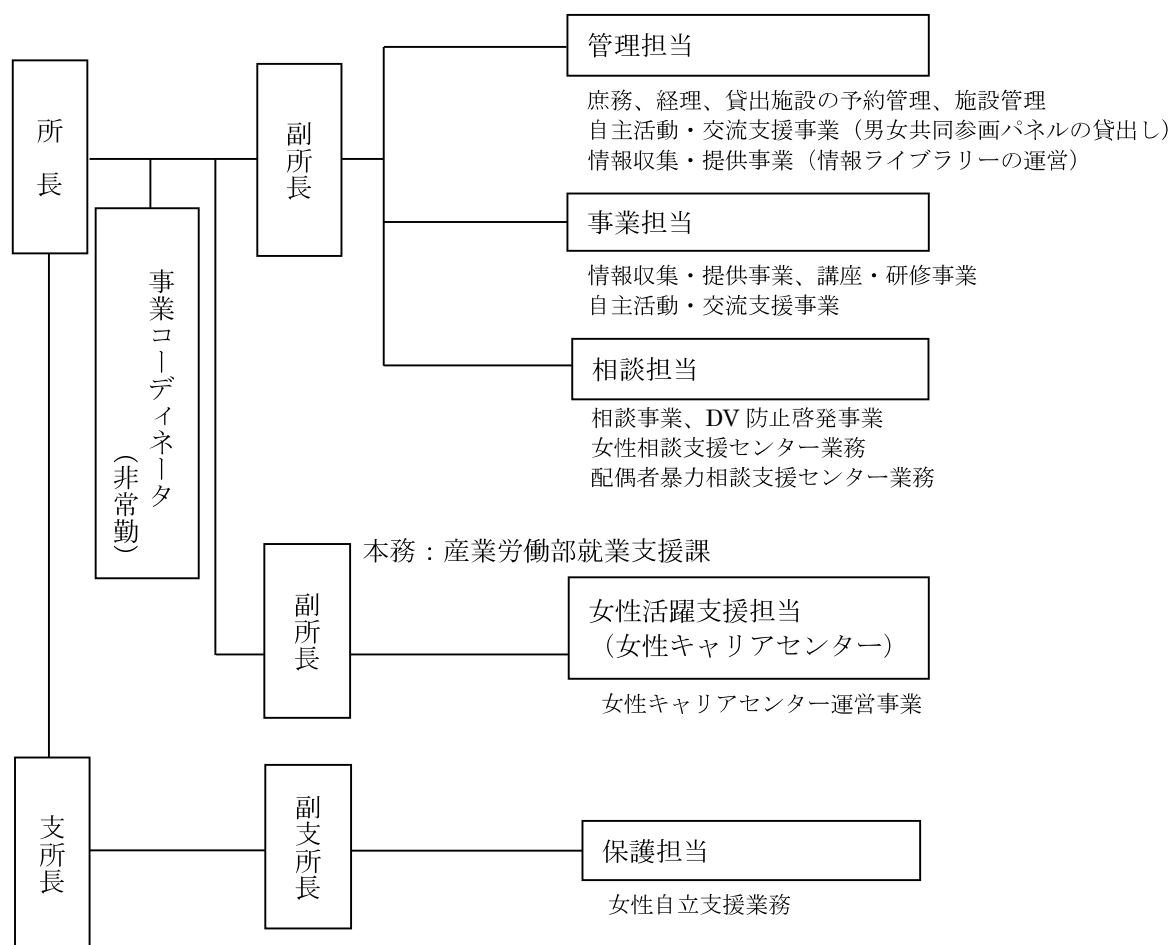 所長
事業コーディネータ
(非常勤)
副所長
管理担当
庶務、経理、貸出施設の予約管理、施設管理
自主活動・交流支援事業（男女共同参画パネルの貸出し）
情報収集・提供事業（情報ライブラリーの運営）
事業担当
情報収集・提供事業、講座・研修事業
自主活動・交流支援事業
相談担当
相談事業、DV 防止啓発事業
女性相談支援センター業務
配偶者暴力相談支援センター業務
副所長
本務：産業労働部就業支援課
女性活躍支援担当
（女性キャリアセンター）
女性キャリアセンター運営事業
支所長
副支所長
保護担当
女性自立支援業務